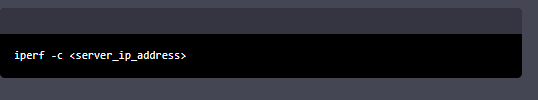 iperf -c <server_ip_address>